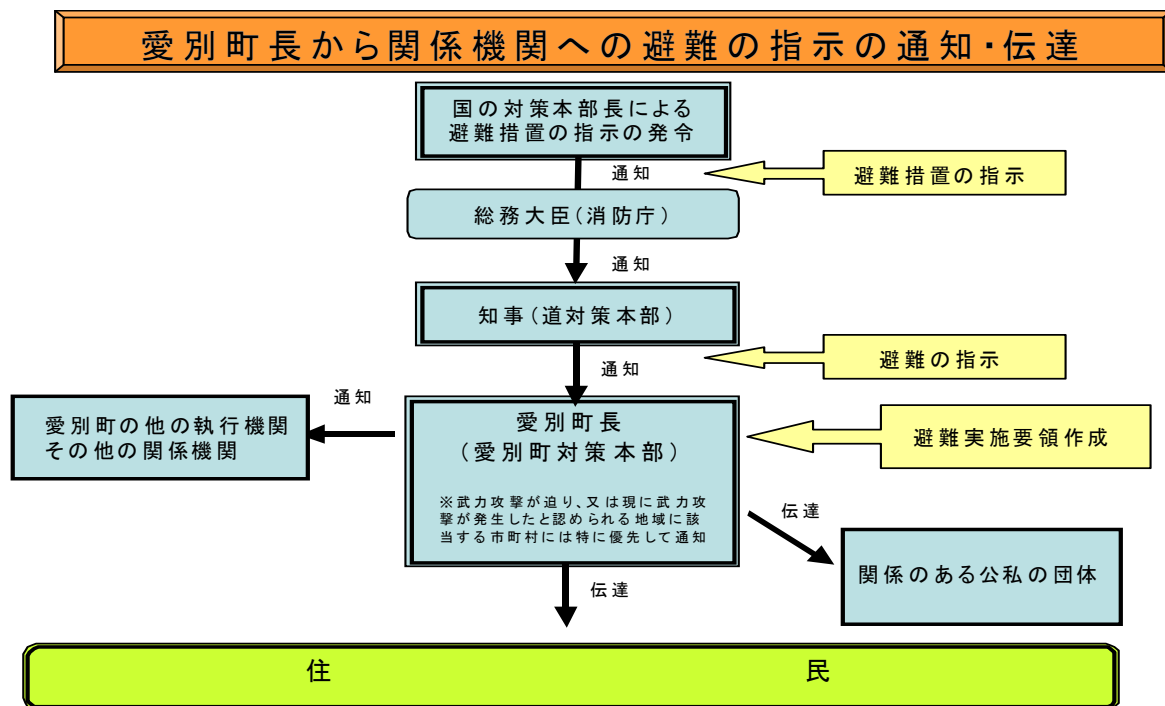 愛別町長から関係機関への避難の指示の通知・伝達
国の対策本部長による
避難措置の指示の発令
通知
避難措置の指示
総務大臣(消防庁)
通知
知事(道対策本部)
避難の指示
通知
通知
愛別町の他の執行機関
その他の関係機関
愛別町長
(愛別町対策本部)
避難実施要領作成
※武力攻撃が迫り、又は現に武力攻
撃が発生したと認められる地域に該
当する市町村には特に優先して通知
伝達
関係のある公私の団体
伝達
住民